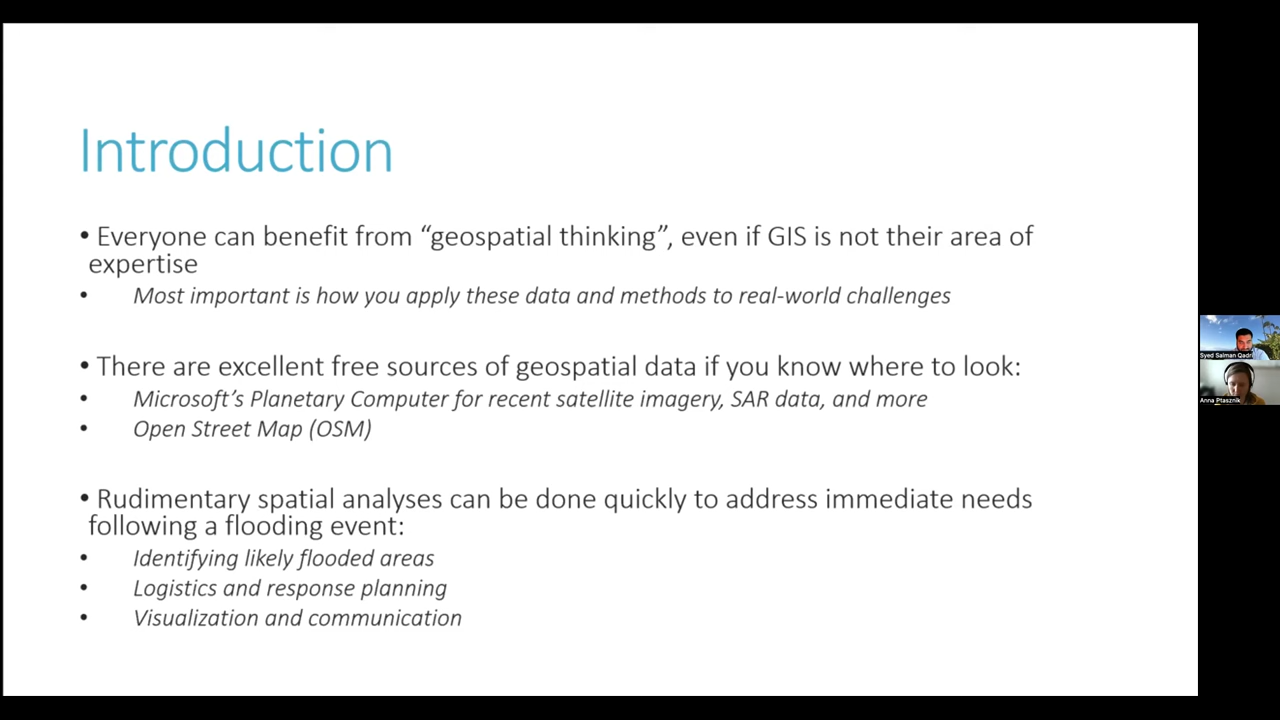 Introduction
• Everyone can benefit from “geospatial thinking”, even if GIS is not their area of
expertise
• Most important is how you apply these data and methods to real-world challenges
• There are excellent free sources of geospatial data if you know where to look:
• Microsoft’s Planetary Computer for recent satellite imagery, SAR data, and more
• Open Street Map (OSM)
• Rudimentary spatial analyses can be done quickly to address immediate needs
following a flooding event:
• Identifying likely flooded areas
• Logistics and response planning
• Visualization and communication
Syed Salman Qadri
Anna Ptasznik